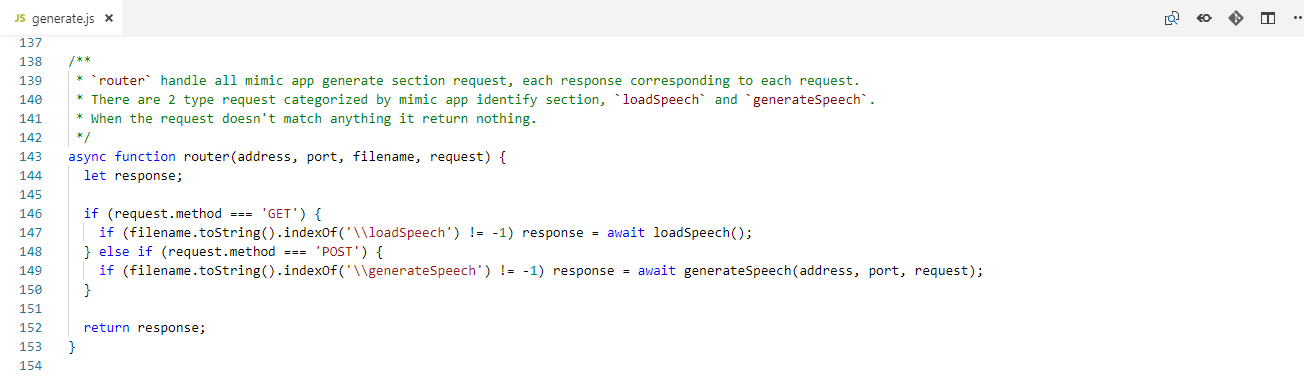 JS generate.js ×
137
138 /**
139  * `router` handle all mimic app generate section request, each response corresponding to each request.
140  * There are 2 type request categorized by mimic app identify section, `loadSpeech` and `generateSpeech`.
141  * When the request doesn't match anything it return nothing.
142  */
143 async function router(address, port, filename, request) {
144   let response;
145
146   if (request.method === 'GET') {
147     if (filename.toString().indexOf('\\loadSpeech') != -1) response = await loadSpeech();
148   } else if (request.method === 'POST') {
149     if (filename.toString().indexOf('\\generateSpeech') != -1) response = await generateSpeech(address, port, request);
150   }
151
152   return response;
153 }
154